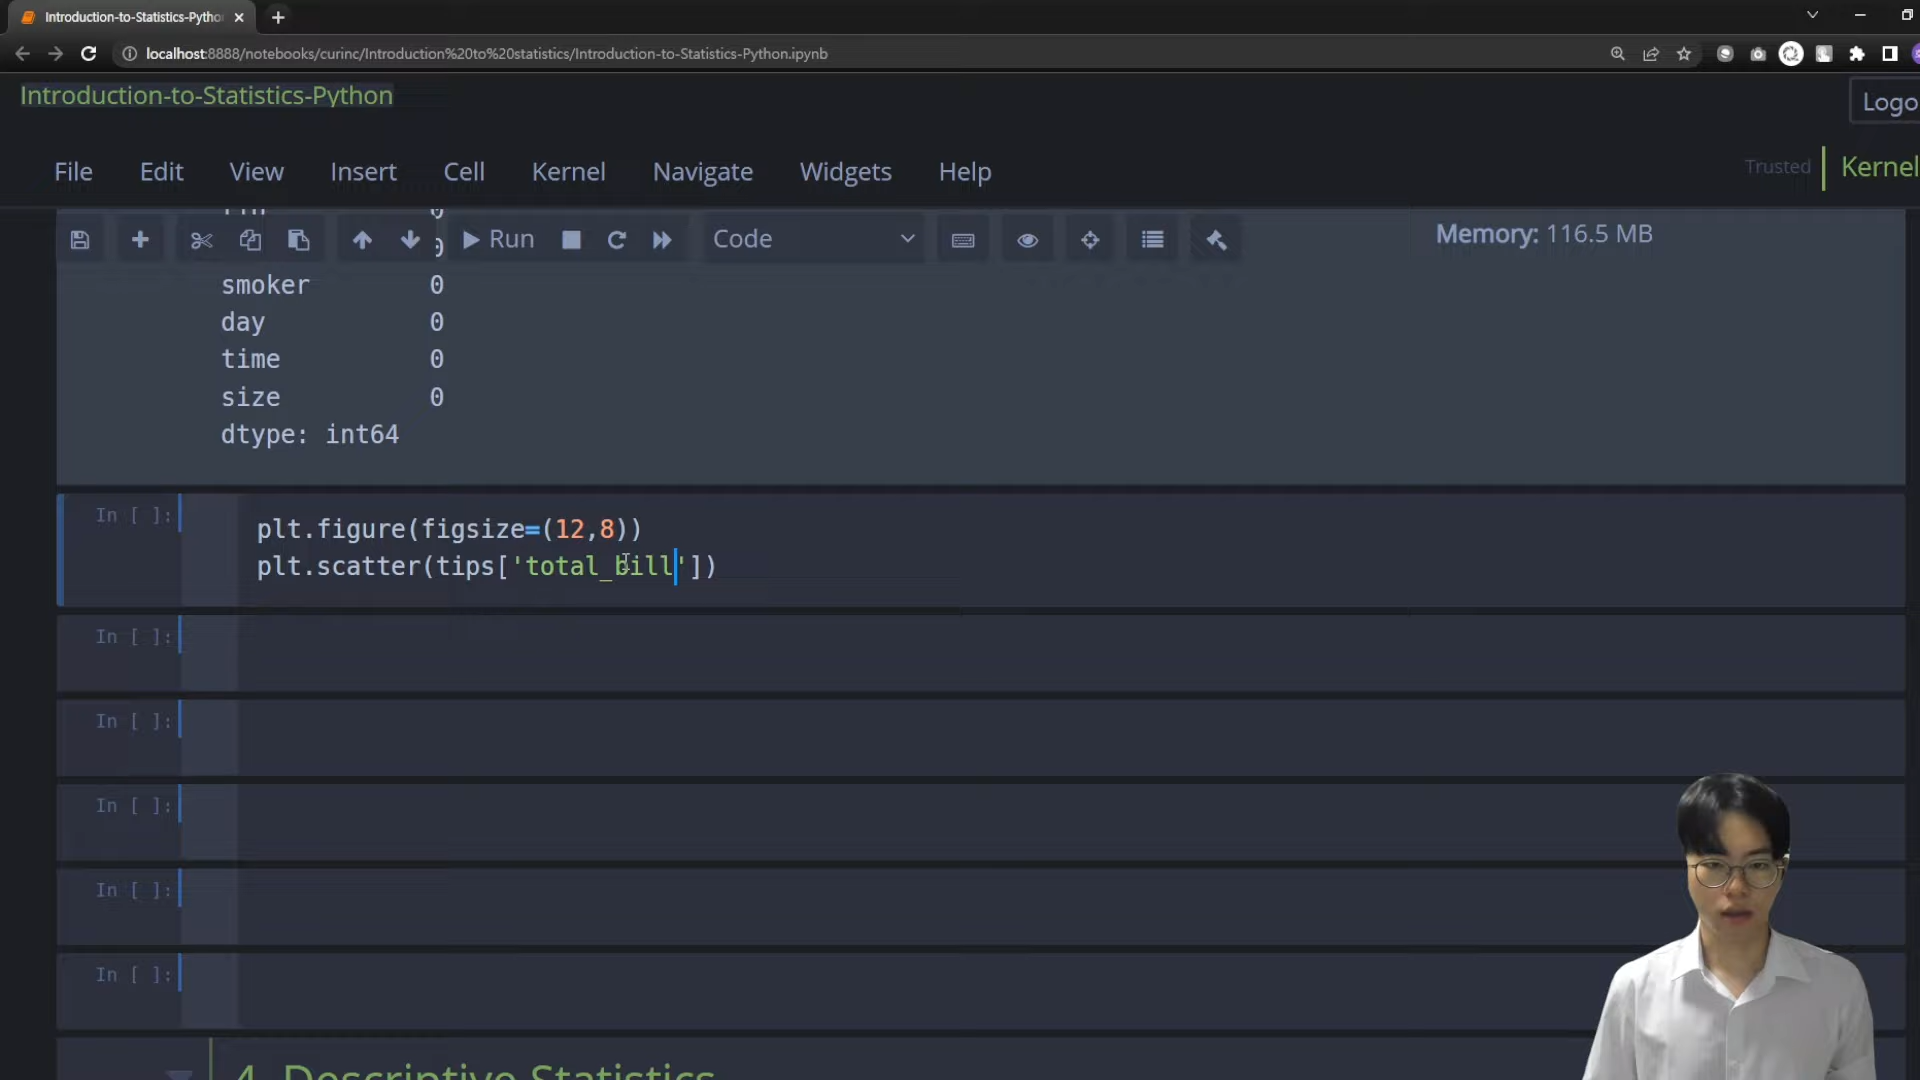 Introduction-to-Statistics-Pytho
localhost:8888/notebooks/curinc/Introduction%20to%20statistics/Introduction-to-Statistics-Python.ipynb
Introduction-to-Statistics-Python
Logo
File Edit View Insert Cell Kernel Navigate Widgets Help
Trusted Kernel
Run Code Memory: 116.5 MB
smoker 0
day 0
time 0
size 0
dtype: int64
In [ ]: plt.figure(figsize=(12,8))
plt.scatter(tips['total_bill'])
In [ ]:
In [ ]:
In [ ]:
In [ ]:
In [ ]:
4. Descriptive Statistics